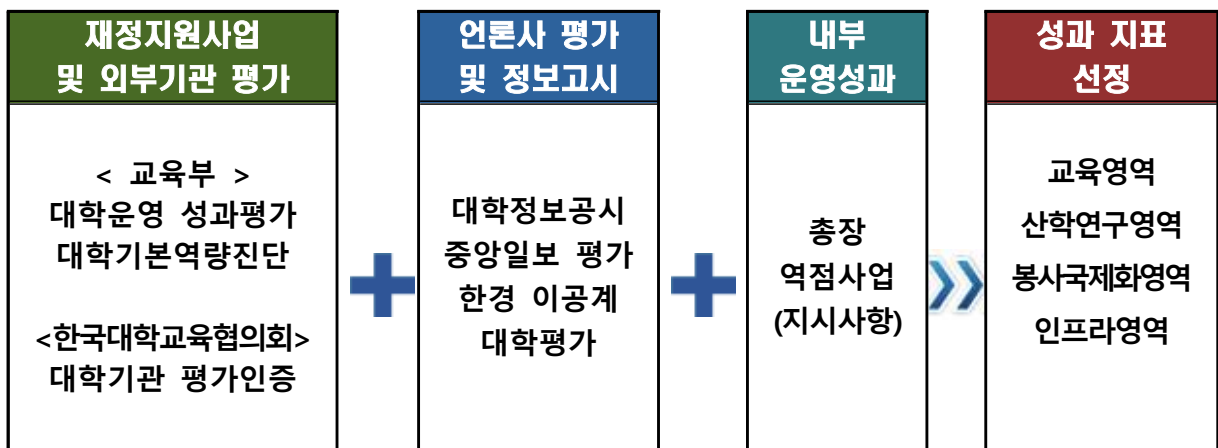 재정지원사업
및 외부기관 평가
< 교육부 >
대학운영 성과평가
대학기본역량진단
<한국대학교육협의회>
대학기관 평가인증
언론사 평가
및 정보고시
대학정보공시
중앙일보 평가
한경 이공계
대학평가
내부
운영성과
총장
역점사업
(지시사항)
성과 지표
선정
교육영역
산학연구영역
봉사국제화영역
인프라영역